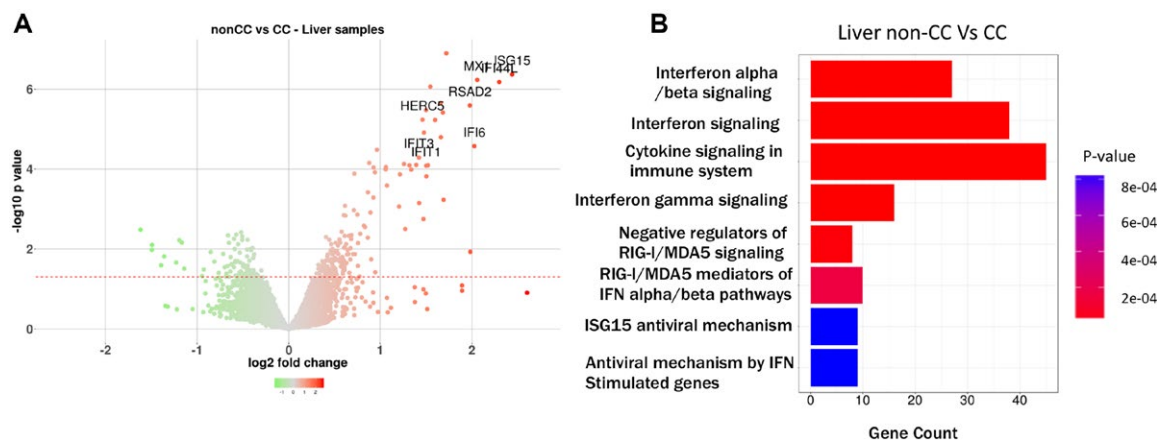 A
nonCC vs CC - Liver samples
-log10 p value
6
4
2
0
ISG15
MX1
IFI44L
RSAD2
HERC5
IFI6
IFIT3
IFIT1
-2
-1
0
1
2
log2 fold change
-1
0
1
2
B
Liver non-CC Vs CC
Interferon alpha
/beta signaling
Interferon signaling
Cytokine signaling in
immune system
Interferon gamma signaling
Negative regulators of
RIG-I/MDA5 signaling
RIG-I/MDA5 mediators of
IFN alpha/beta pathways
ISG15 antiviral mechanism
Antiviral mechanism by IFN
Stimulated genes
0
10
20
30
40
Gene Count
P-value
8e-04
6e-04
4e-04
2e-04